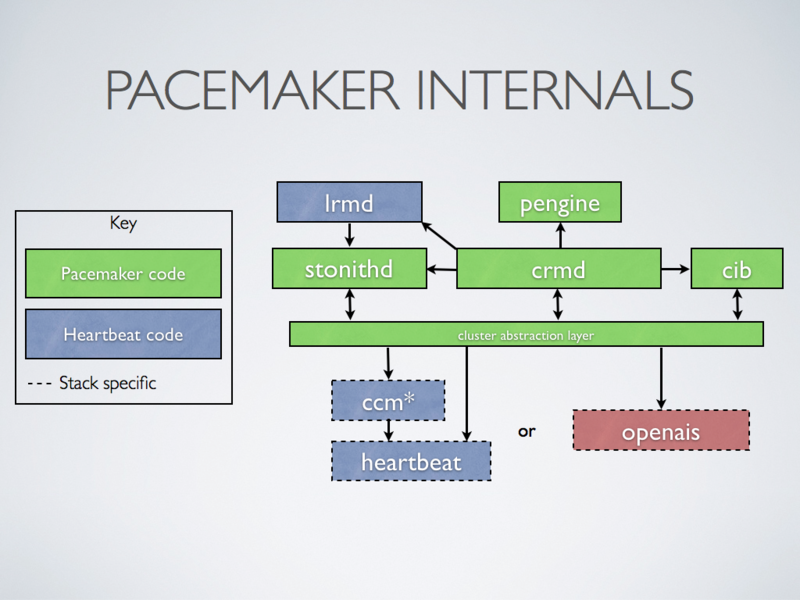 PACEMAKER INTERNALS
Key
Pacemaker code
Heartbeat code
--- Stack specific
lrmd
pengine
stonithd
crmd
cib
cluster abstraction layer
ccm*
heartbeat
or
openais